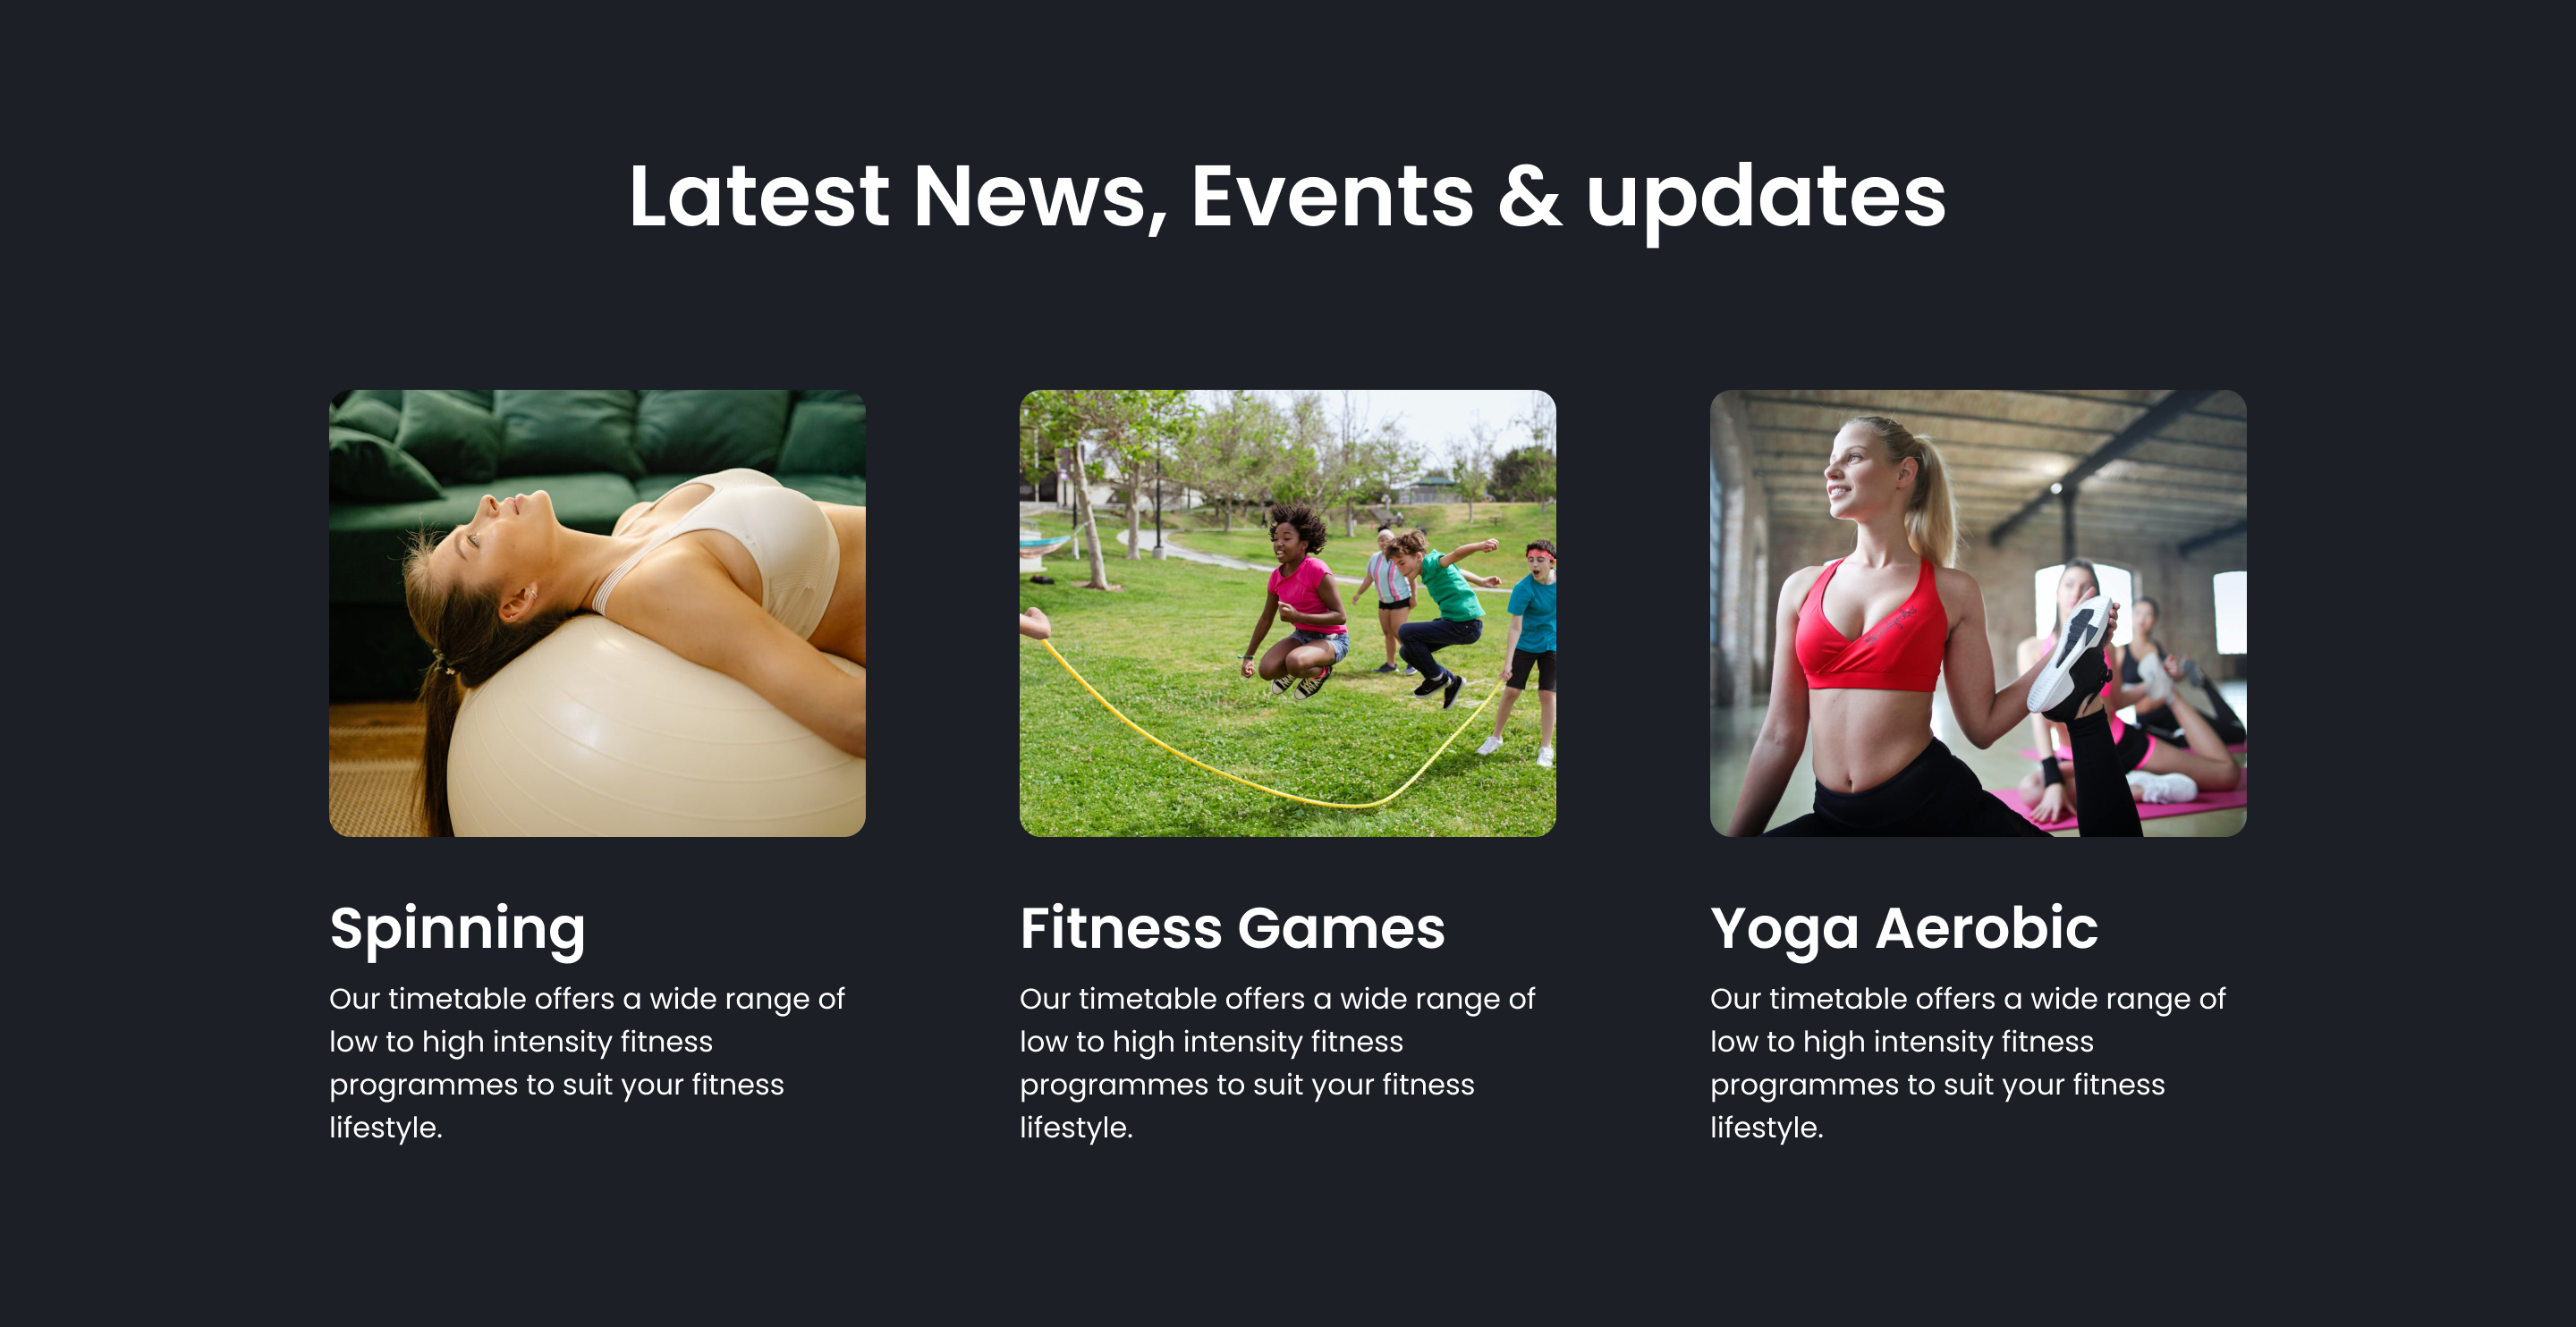 Latest News, Events & updates
Spinning
Our timetable offers a wide range of
low to high intensity fitness
programmes to suit your fitness
lifestyle.
Fitness Games
Our timetable offers a wide range of
low to high intensity fitness
programmes to suit your fitness
lifestyle.
Yoga Aerobic
Our timetable offers a wide range of
low to high intensity fitness
programmes to suit your fitness
lifestyle.